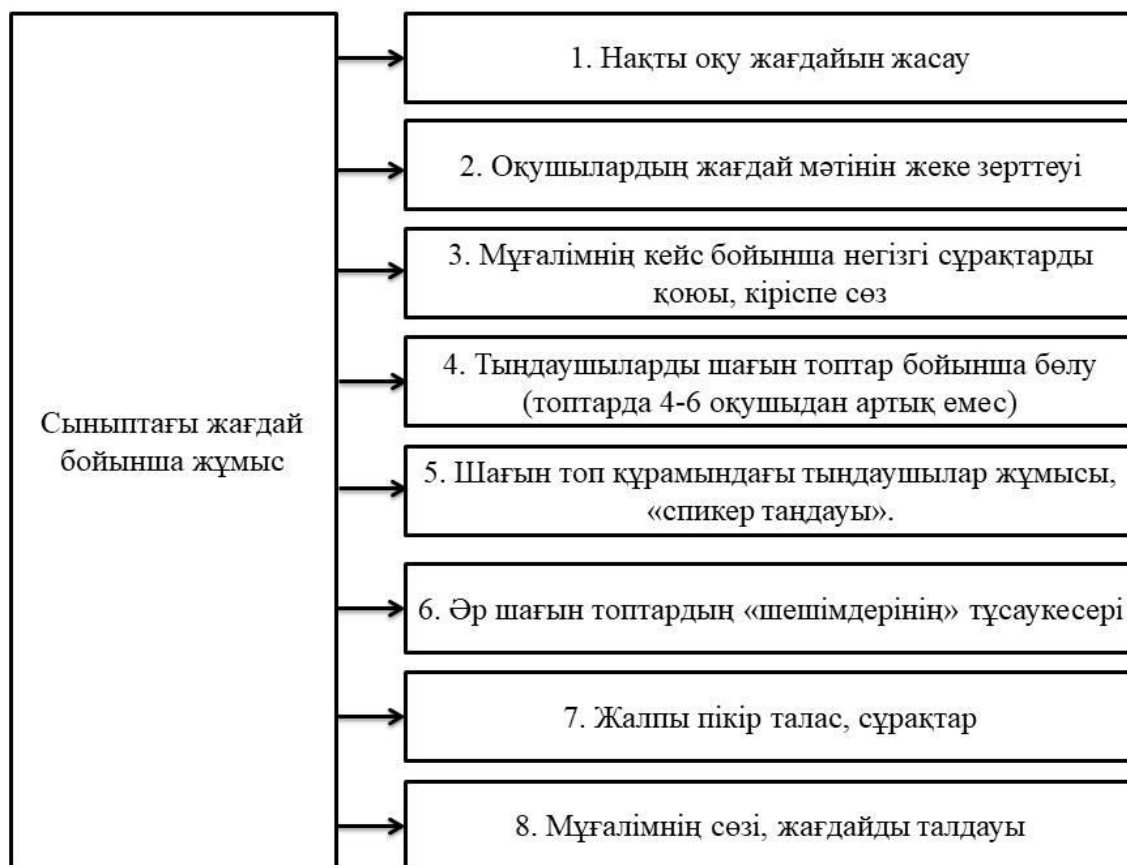 Сыныптағы жағдай
бойынша жұмыс
1. Нақты оқу жағдайын жасау
2. Оқушылардың жағдай мәтінін жеке зерттеуі
3. Мұғалімнің кейс бойынша негізгі сұрақтарды
қоюы, кіріспе сөз
4. Тыңдаушыларды шағын топтар бойынша бөлу
(топтарда 4-6 оқушыдан артық емес)
5. Шағын топ құрамындағы тыңдаушылар жұмысы,
«спикер таңдауы».
6. Әр шағын топтардың «шешімдерінің» тұсаукесері
7. Жалпы пікір талас, сұрақтар
8. Мұғалімнің сөзі, жағдайды талдауы